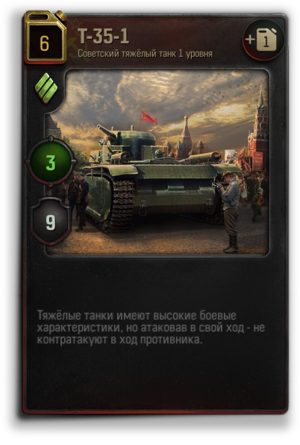 6
Т-35-1
Советский тяжёлый танк 1 уровня
+1
3
9
Тяжёлые танки имеют высокие боевые
характеристики, но атаковав в свой ход - не
контратакуют в ход противника.